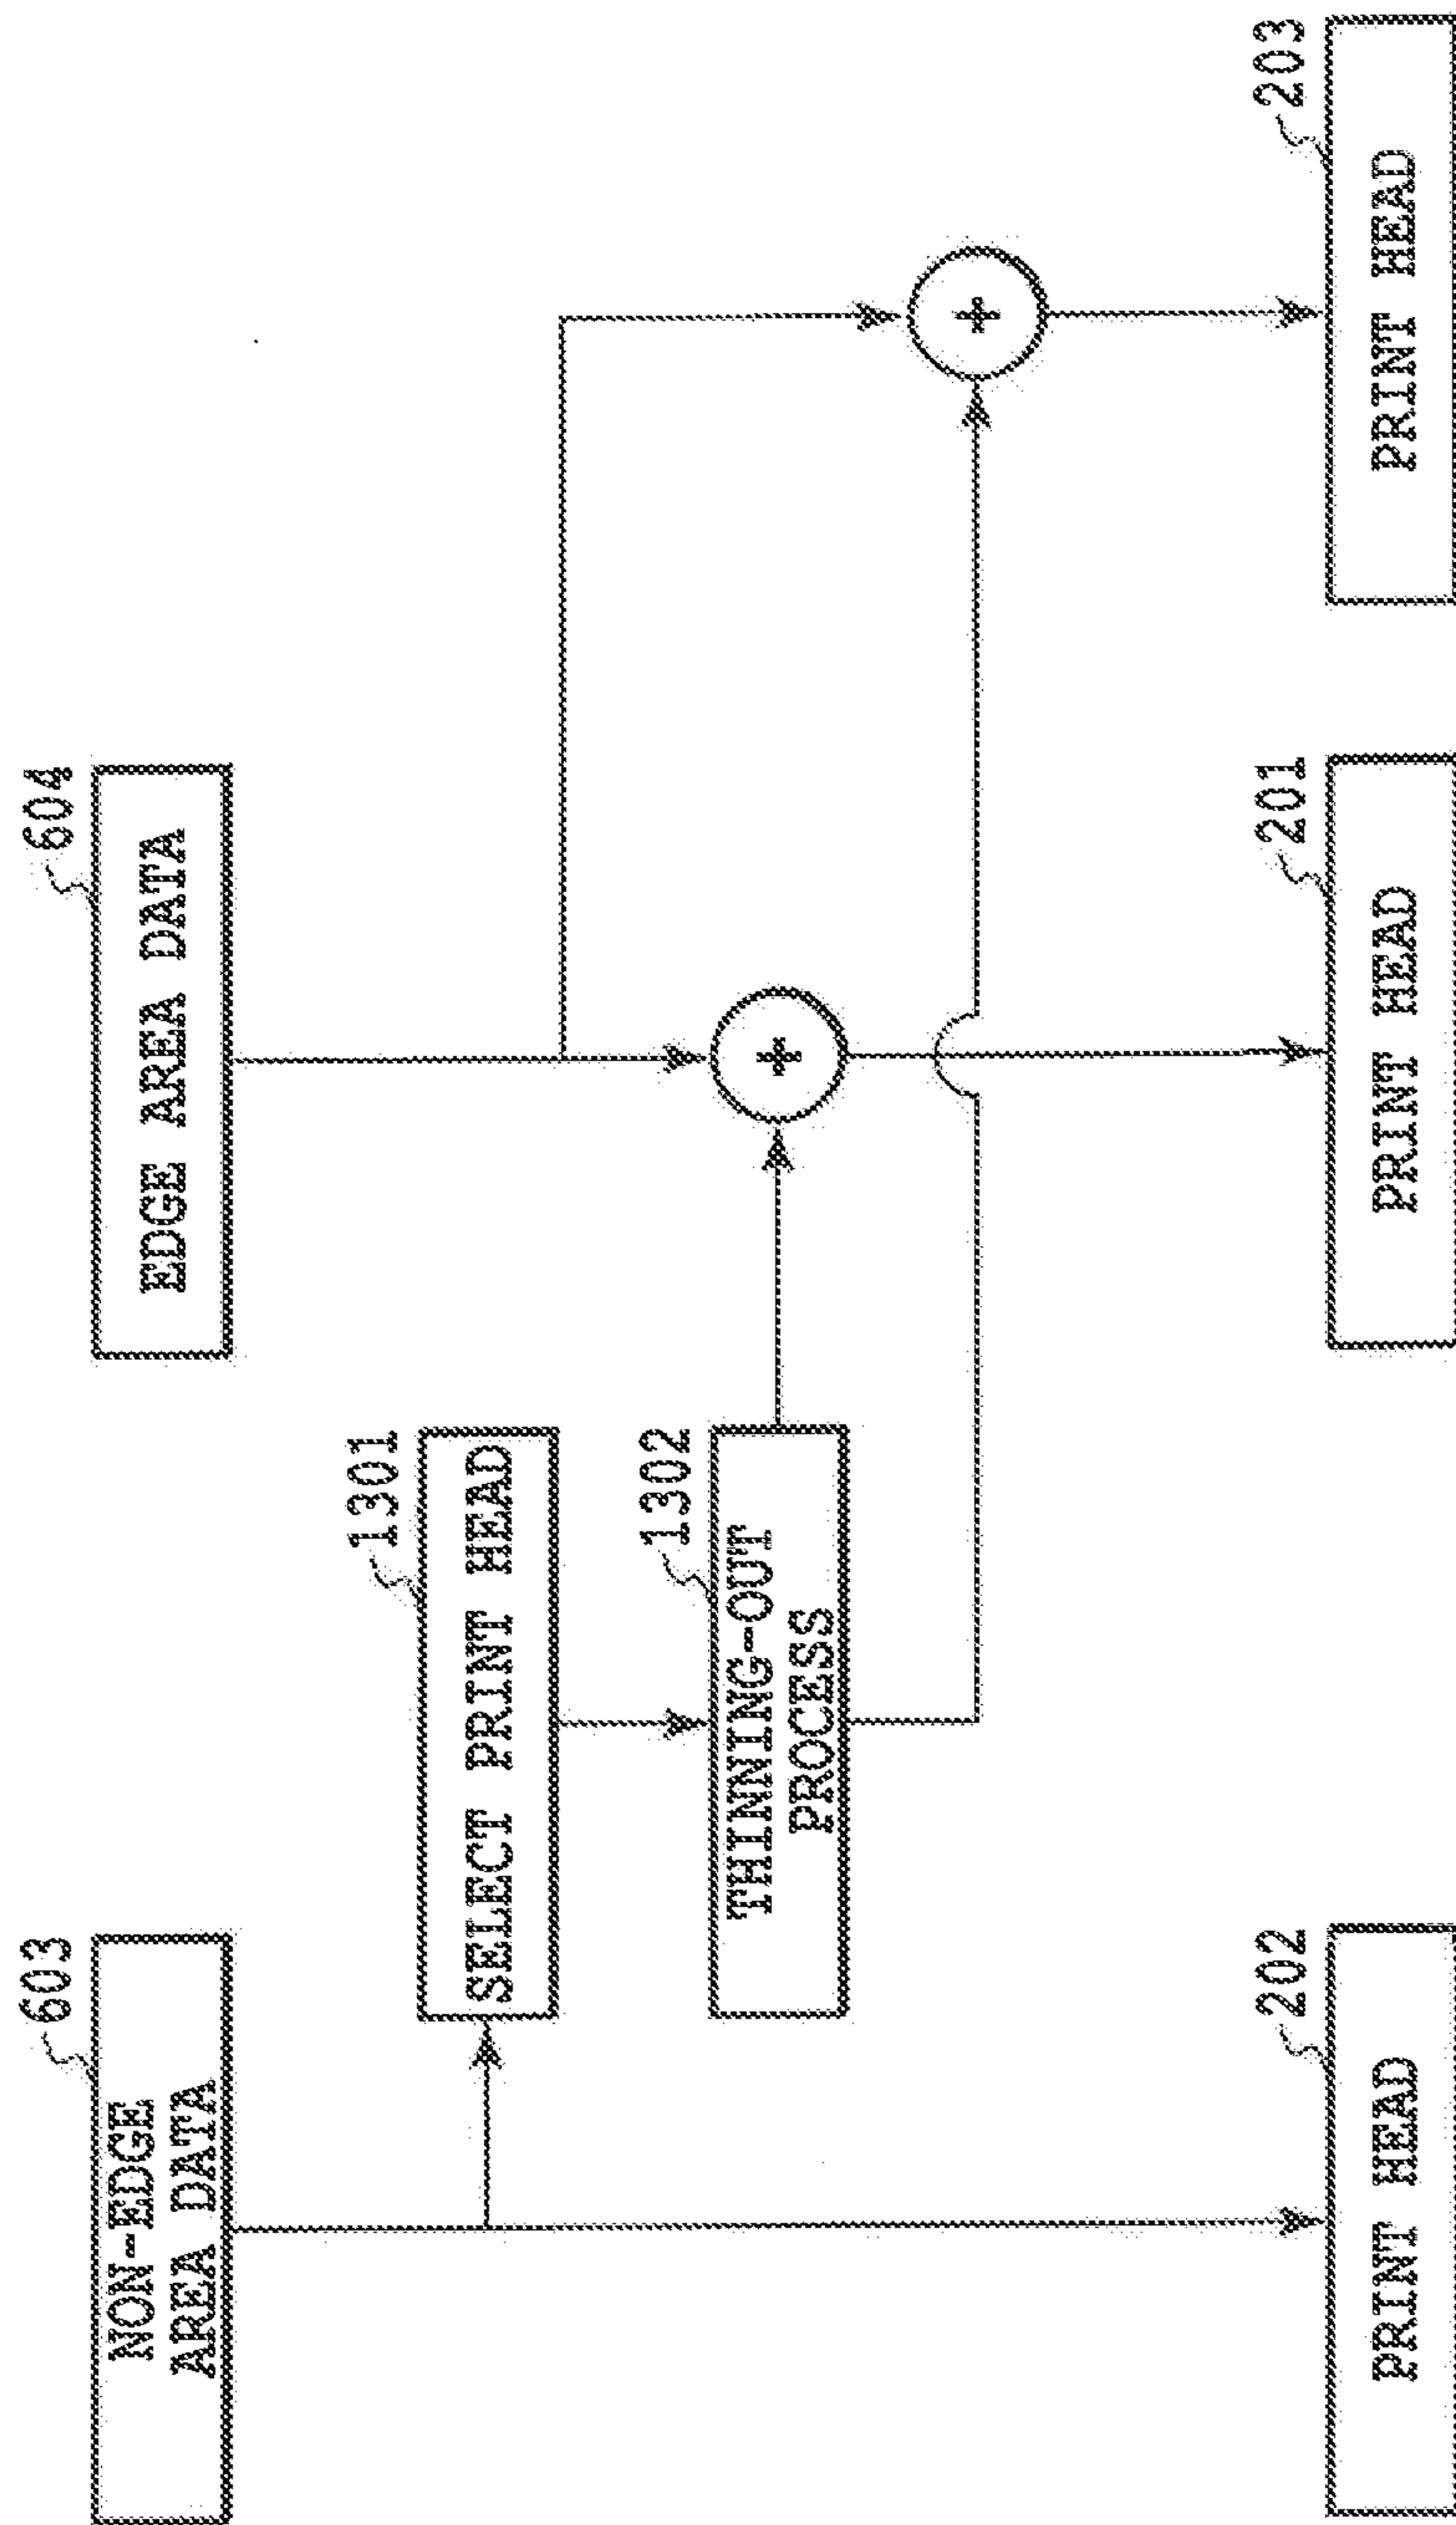 603
NON-EDGE
AREA DATA
604
EDGE AREA DATA
1301
SELECT PRINT HEAD
1302
THINNING-OUT
PROCESS
+
+
202
PRINT HEAD
201
PRINT HEAD
203
PRINT HEAD